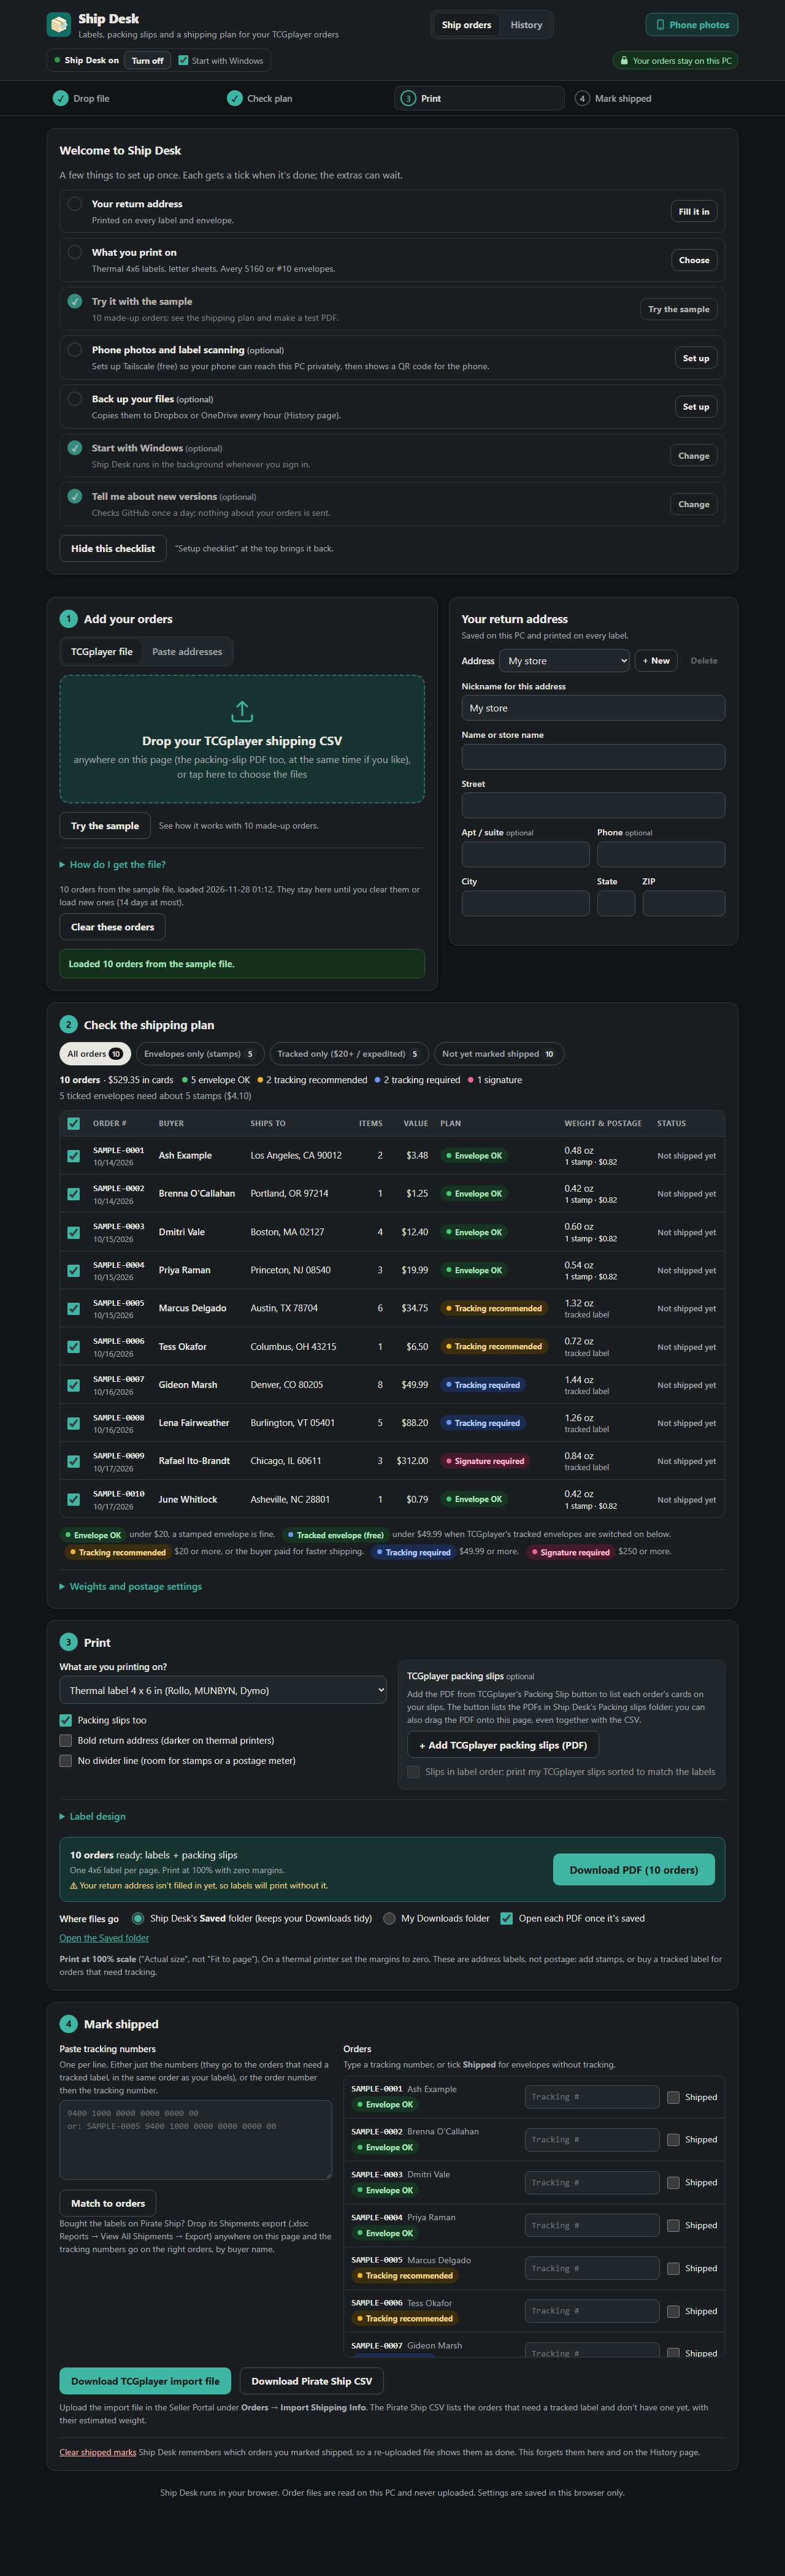 Ship Desk
Labels, packing slips and a shipping plan for your TCGplayer orders
Ship orders History
Phone photos
Ship Desk on Turn off Start with Windows
Your orders stay on this PC
Drop file
Check plan
3 Print
4 Mark shipped
Welcome to Ship Desk
A few things to set up once. Each gets a tick when it's done; the extras can wait.
Your return address
Printed on every label and envelope.
Fill it in
What you print on
Thermal 4x6 labels, letter sheets, Avery 5160 or #10 envelopes.
Choose
Try it with the sample
10 made-up orders: see the shipping plan and make a test PDF.
Try the sample
Phone photos and label scanning (optional)
Sets up Tailscale (free) so your phone can reach this PC privately, then shows a QR code for the phone.
Set up
Back up your files (optional)
Copies them to Dropbox or OneDrive every hour (History page).
Set up
Start with Windows (optional)
Ship Desk runs in the background whenever you sign in.
Change
Tell me about new versions (optional)
Checks GitHub once a day; nothing about your orders is sent.
Change
Hide this checklist "Setup checklist" at the top brings it back.
1 Add your orders
TCGplayer file Paste addresses
Drop your TCGplayer shipping CSV
anywhere on this page (the packing-slip PDF too, at the same time if you like),
or tap here to choose the files
Try the sample See how it works with 10 made-up orders.
How do I get the file?
10 orders from the sample file, loaded 2026-11-28 01:12. They stay here until you clear them or
load new ones (14 days at most).
Clear these orders
Loaded 10 orders from the sample file.
Your return address
Saved on this PC and printed on every label.
Address My store + New Delete
Nickname for this address
My store
Name or store name
Street
Apt / suite optional Phone optional
City State ZIP
2 Check the shipping plan
All orders 10 Envelopes only (stamps) 5 Tracked only ($20+ / expedited) 5 Not yet marked shipped 10
10 orders · $529.35 in cards 5 envelope OK 2 tracking recommended 2 tracking required 1 signature
5 ticketed envelopes need about 5 stamps ($4.10)
ORDER # BUYER SHIPS TO ITEMS VALUE PLAN WEIGHT & POSTAGE STATUS
SAMPLE-0001 Ash Example Los Angeles, CA 90012 2 $3.48 Envelope OK 0.48 oz Not shipped yet
10/14/2026 1 stamp · $0.82
SAMPLE-0002 Brenna O'Callahan Portland, OR 97214 1 $1.25 Envelope OK 0.42 oz Not shipped yet
10/14/2026 1 stamp · $0.82
SAMPLE-0003 Dmitri Vale Boston, MA 02127 4 $12.40 Envelope OK 0.60 oz Not shipped yet
10/15/2026 1 stamp · $0.82
SAMPLE-0004 Priya Raman Princeton, NJ 08540 3 $19.99 Envelope OK 0.54 oz Not shipped yet
10/15/2026 1 stamp · $0.82
SAMPLE-0005 Marcus Delgado Austin, TX 78704 6 $34.75 Tracking recommended 1.32 oz Not shipped yet
10/15/2026 tracked label
SAMPLE-0006 Tess Okafor Columbus, OH 43215 1 $6.50 Tracking recommended 0.72 oz Not shipped yet
10/16/2026 tracked label
SAMPLE-0007 Gideon Marsh Denver, CO 80205 8 $49.99 Tracking required 1.44 oz Not shipped yet
10/16/2026 tracked label
SAMPLE-0008 Lena Fairweather Burlington, VT 05401 5 $88.20 Tracking required 1.26 oz Not shipped yet
10/16/2026 tracked label
SAMPLE-0009 Rafael Ito-Brandt Chicago, IL 60611 3 $312.00 Signature required 0.84 oz Not shipped yet
10/17/2026 tracked label
SAMPLE-0010 June Whitlock Asheville, NC 28801 1 $0.79 Envelope OK 0.42 oz Not shipped yet
10/17/2026 1 stamp · $0.82
Envelope OK under $20, a stamped envelope is fine. Tracked envelope (free) under $49.99 when TCGplayer's tracked envelopes are switched on below.
Tracking recommended $20 or more, or the buyer paid for faster shipping. Tracking required $49.99 or more. Signature required $250 or more.
Weights and postage settings
3 Print
What are you printing on?
Thermal label 4 x 6 in (Rollo, MUNBYN, Dymo)
Packing slips too
Bold return address (darker on thermal printers)
No divider line (room for stamps or a postage meter)
TCGplayer packing slips optional
Add the PDF from TCGplayer's Packing Slip button to list each order's cards on
your slips. The button lists the PDFs in Ship Desk's Packing slips folder; you can
also drag the PDF onto this page, even together with the CSV.
+ Add TCGplayer packing slips (PDF)
Slips in label order: print my TCGplayer slips sorted to match the labels
Label design
10 orders ready: labels + packing slips
One 4x6 label per page. Print at 100% with zero margins.
⚠ Your return address isn't filled in yet, so labels will print without it.
Download PDF (10 orders)
Where files go Ship Desk's Saved folder (keeps your Downloads tidy) My Downloads folder Open each PDF once it's saved
Open the Saved folder
Print at 100% scale ("Actual size", not "Fit to page"). On a thermal printer set the margins to zero. These are address labels, not postage: add stamps, or buy a tracked label for
orders that need tracking.
4 Mark shipped
Paste tracking numbers
One per line. Either just the numbers (they go to the orders that need a
tracked label, in the same order as your labels), or the order number
then the tracking number.
9400 1000 0000 0000 0000 00
or: SAMPLE-0005 9400 1000 0000 0000 0000 00
Match to orders
Bought the labels on Pirate Ship? Drop its Shipments export (.xlsx:
Reports → View All Shipments → Export) anywhere on this page and the
tracking numbers go on the right orders, by buyer name.
Orders
Type a tracking number, or tick Shipped for envelopes without tracking.
SAMPLE-0001 Ash Example Tracking # Shipped
Envelope OK
SAMPLE-0002 Brenna O'Callahan Tracking # Shipped
Envelope OK
SAMPLE-0003 Dmitri Vale Tracking # Shipped
Envelope OK
SAMPLE-0004 Priya Raman Tracking # Shipped
Envelope OK
SAMPLE-0005 Marcus Delgado Tracking # Shipped
Tracking recommended
SAMPLE-0006 Tess Okafor Tracking # Shipped
Tracking recommended
SAMPLE-0007 Gideon Marsh Tracking # Shipped
Download TCGplayer import file Download Pirate Ship CSV
Upload the import file in the Seller Portal under Orders → Import Shipping Info. The Pirate Ship CSV lists the orders that need a tracked label and don't have one yet, with
their estimated weight.
Clear shipped marks Ship Desk remembers which orders you marked shipped, so a re-uploaded file shows them as done. This forgets them here and on the History page.
Ship Desk runs in your browser. Order files are read on this PC and never uploaded. Settings are saved in this browser only.